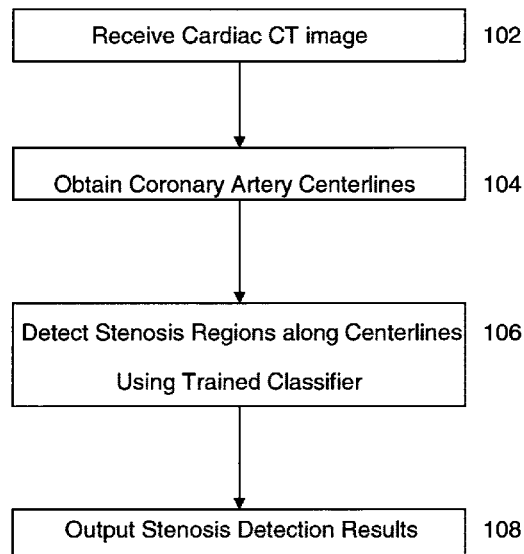 Receive Cardiac CT image 102
Obtain Coronary Artery Centerlines 104
Detect Stenosis Regions along Centerlines 106
Using Trained Classifier
Output Stenosis Detection Results 108